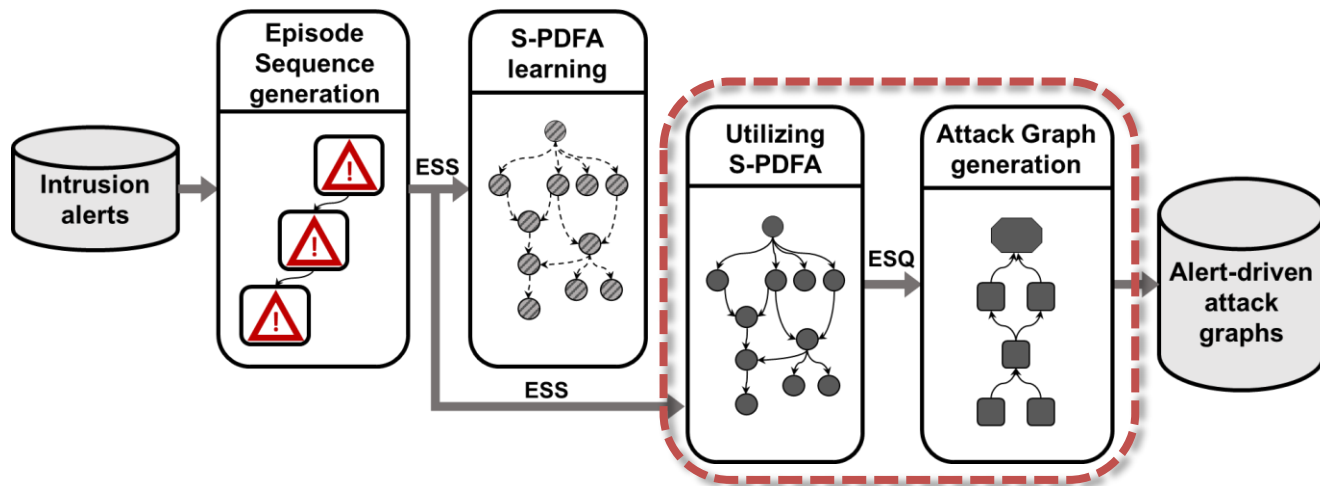 Intrusion
alerts
Episode
Sequence
generation
!
!
!
ESS
S-PDFA
learning
ESS
Utilizing
S-PDFA
ESQ
Attack Graph
generation
Alert-driven
attack
graphs